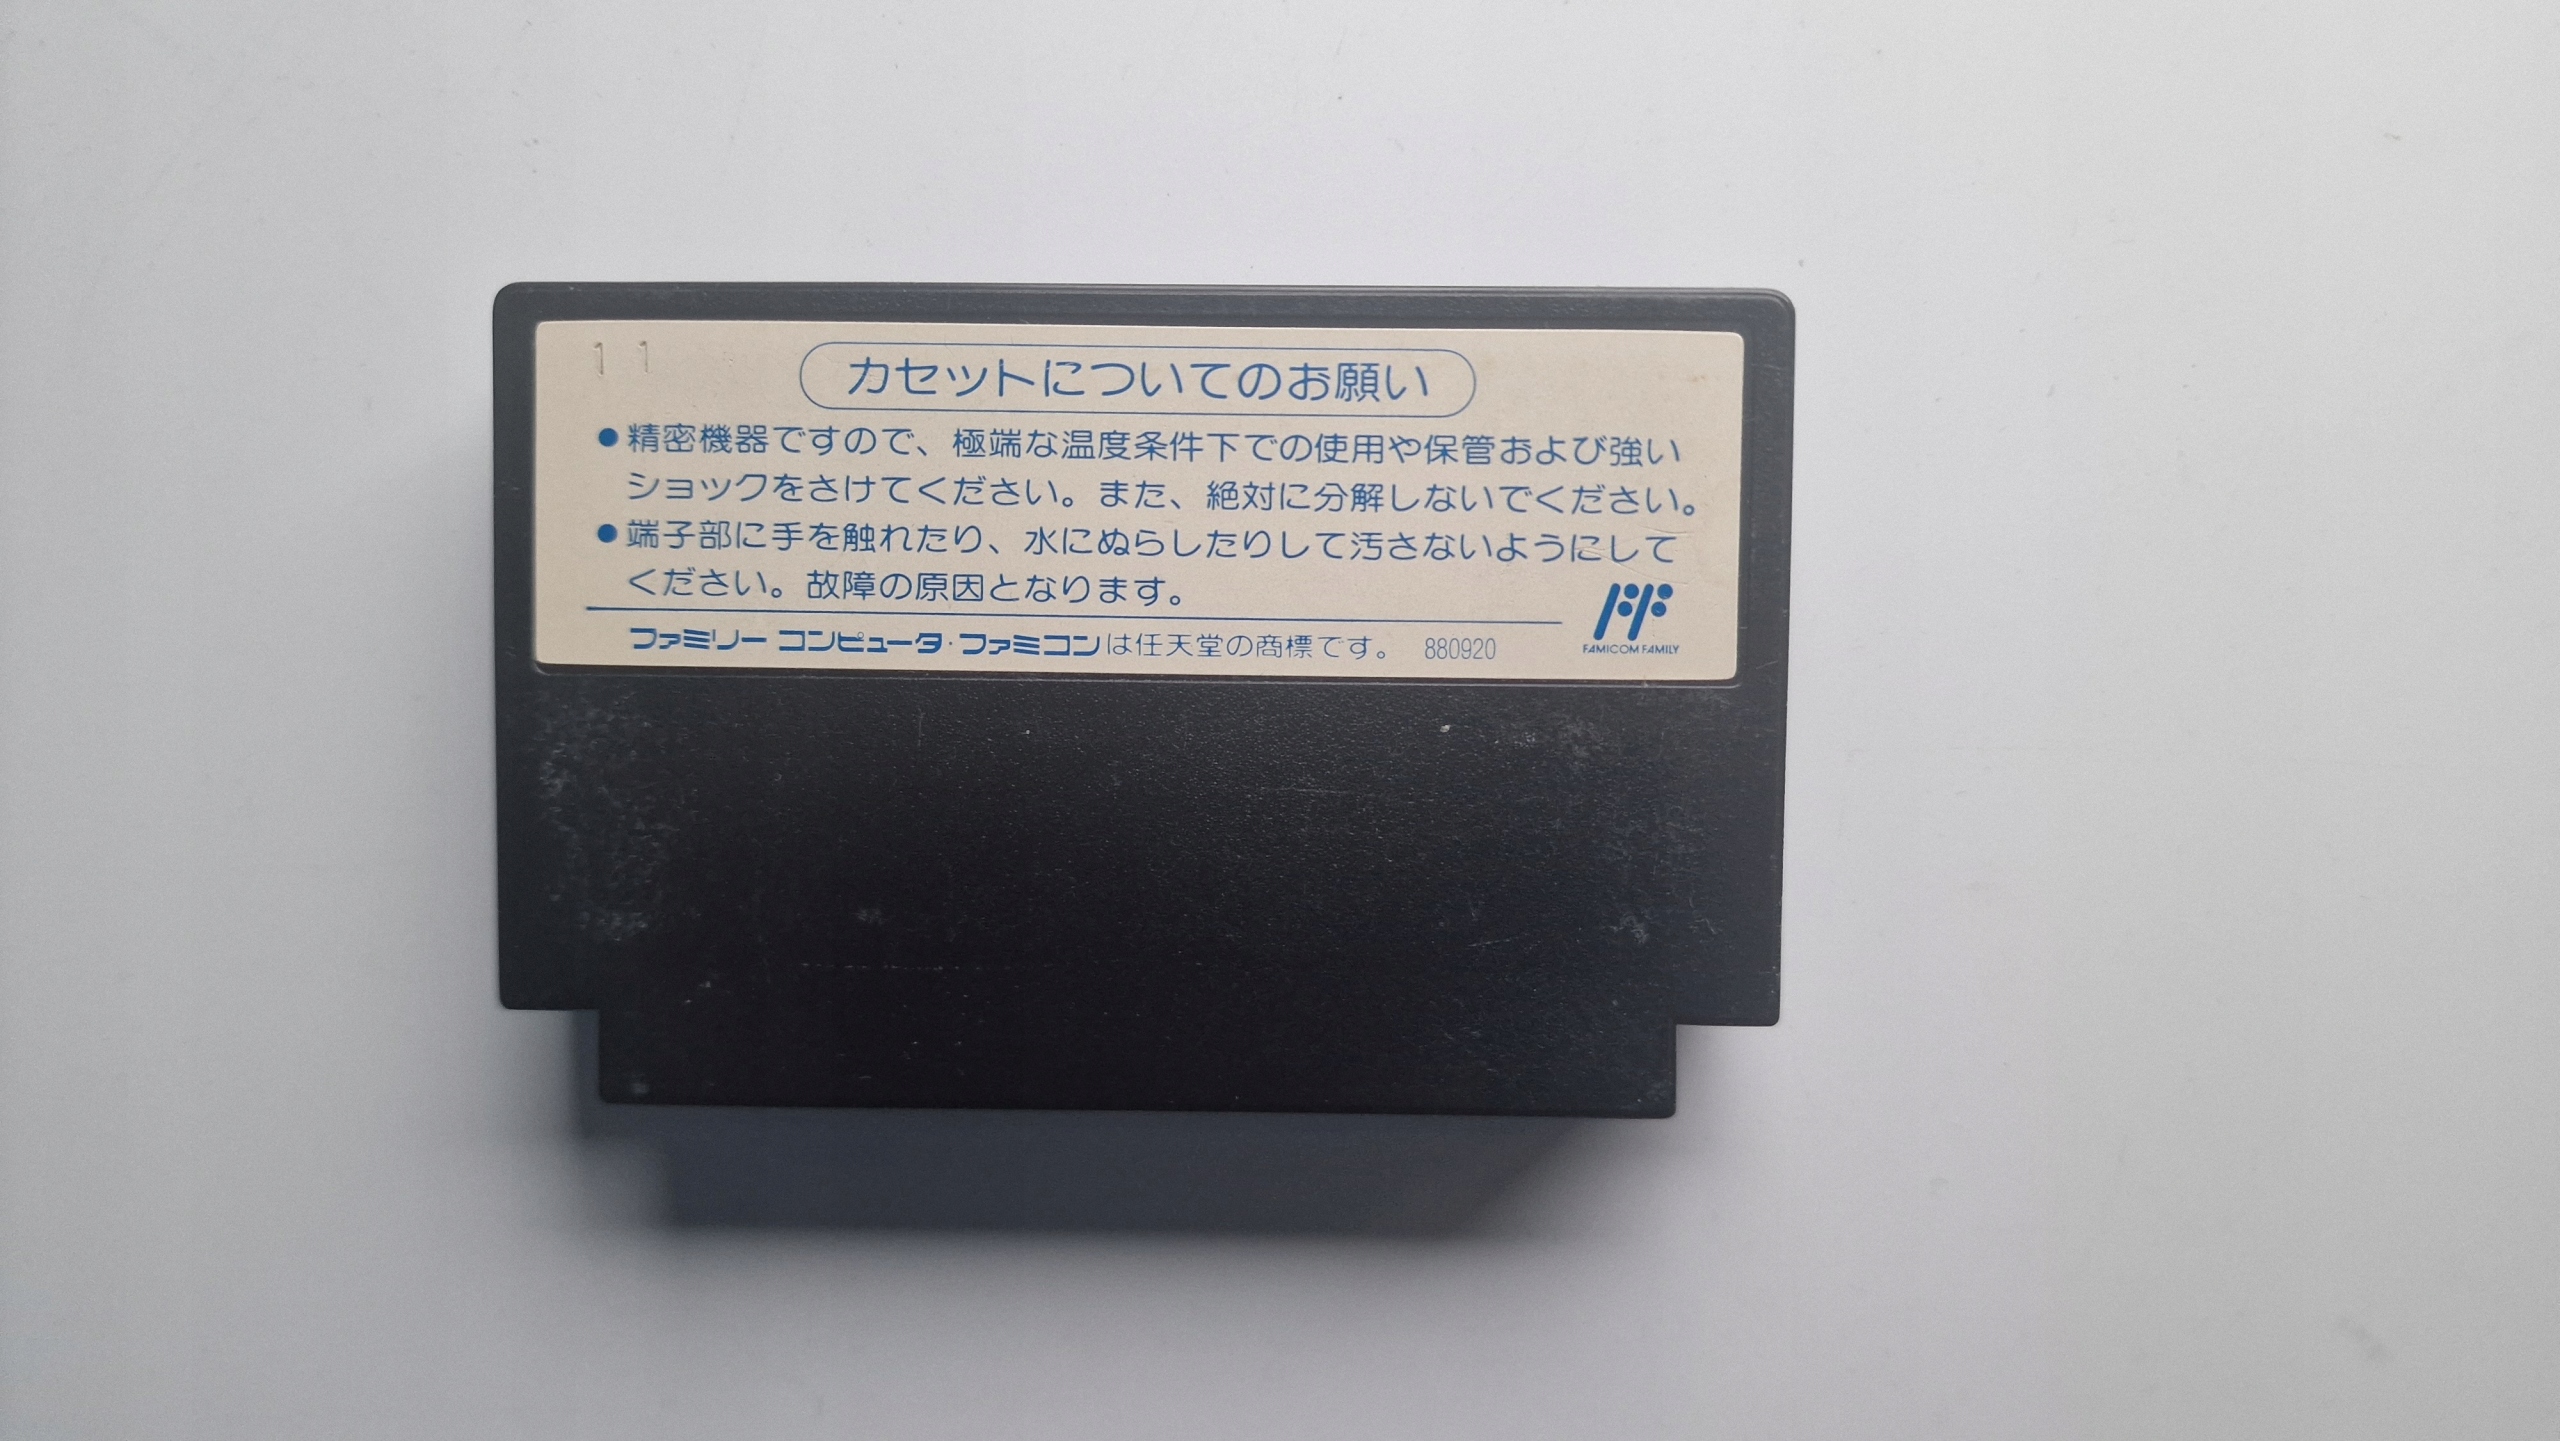 11
カセットについてのお願い
●精密機器ですので、極端な温度条件下での使用や保管および強い
ショックをさけてください。また、絶対に分解しないでください。
●端子部に手を触れたり、水にぬらしたりして汚さないようにして
ください。故障の原因となります。
ファミリー コンピュータ・ファミコンは任天堂の商標です。 880920
FF
FAMICOM FAMILY